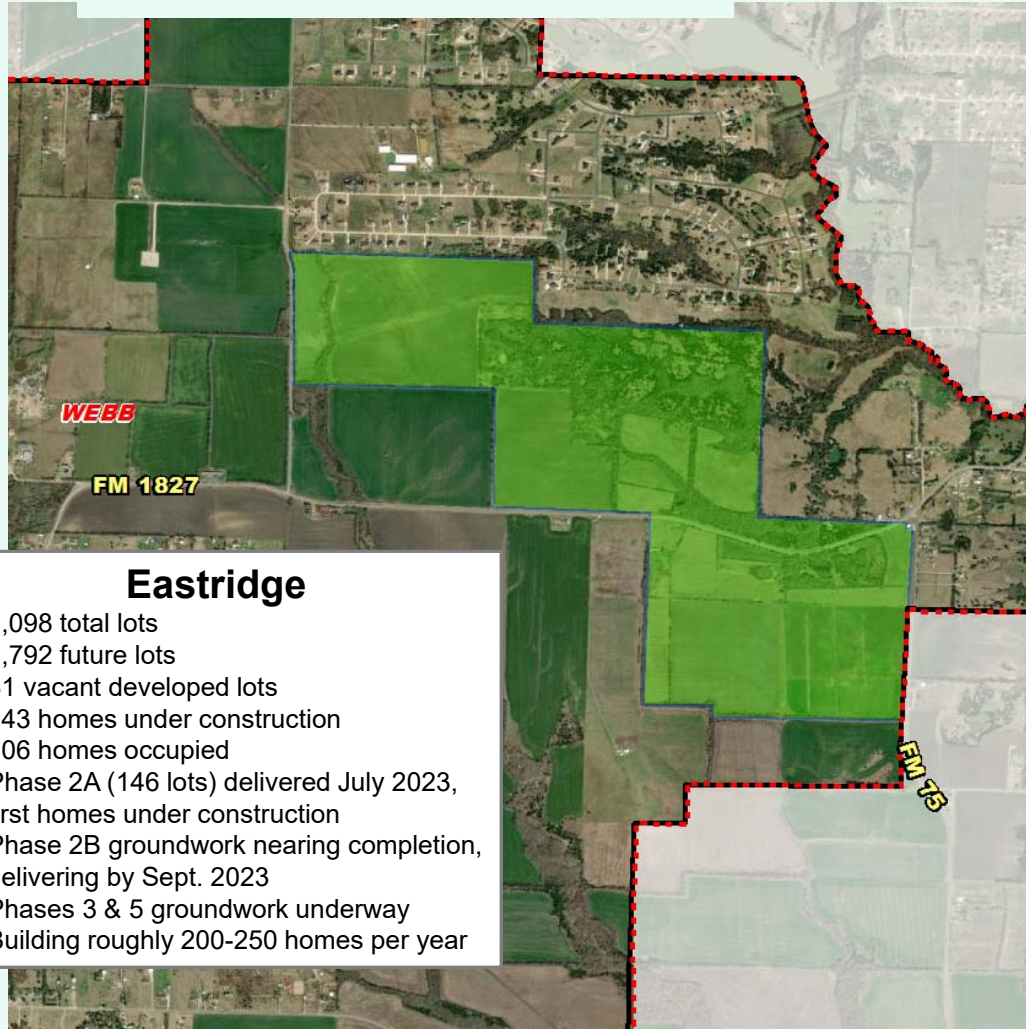 WEBB
FM 1827
Eastridge
,098 total lots
,792 future lots
1 vacant developed lots
43 homes under construction
06 homes occupied
Phase 2A (146 lots) delivered July 2023,
rst homes under construction
Phase 2B groundwork nearing completion,
elivering by Sept. 2023
Phases 3 & 5 groundwork underway
Building roughly 200-250 homes per year
FM 75